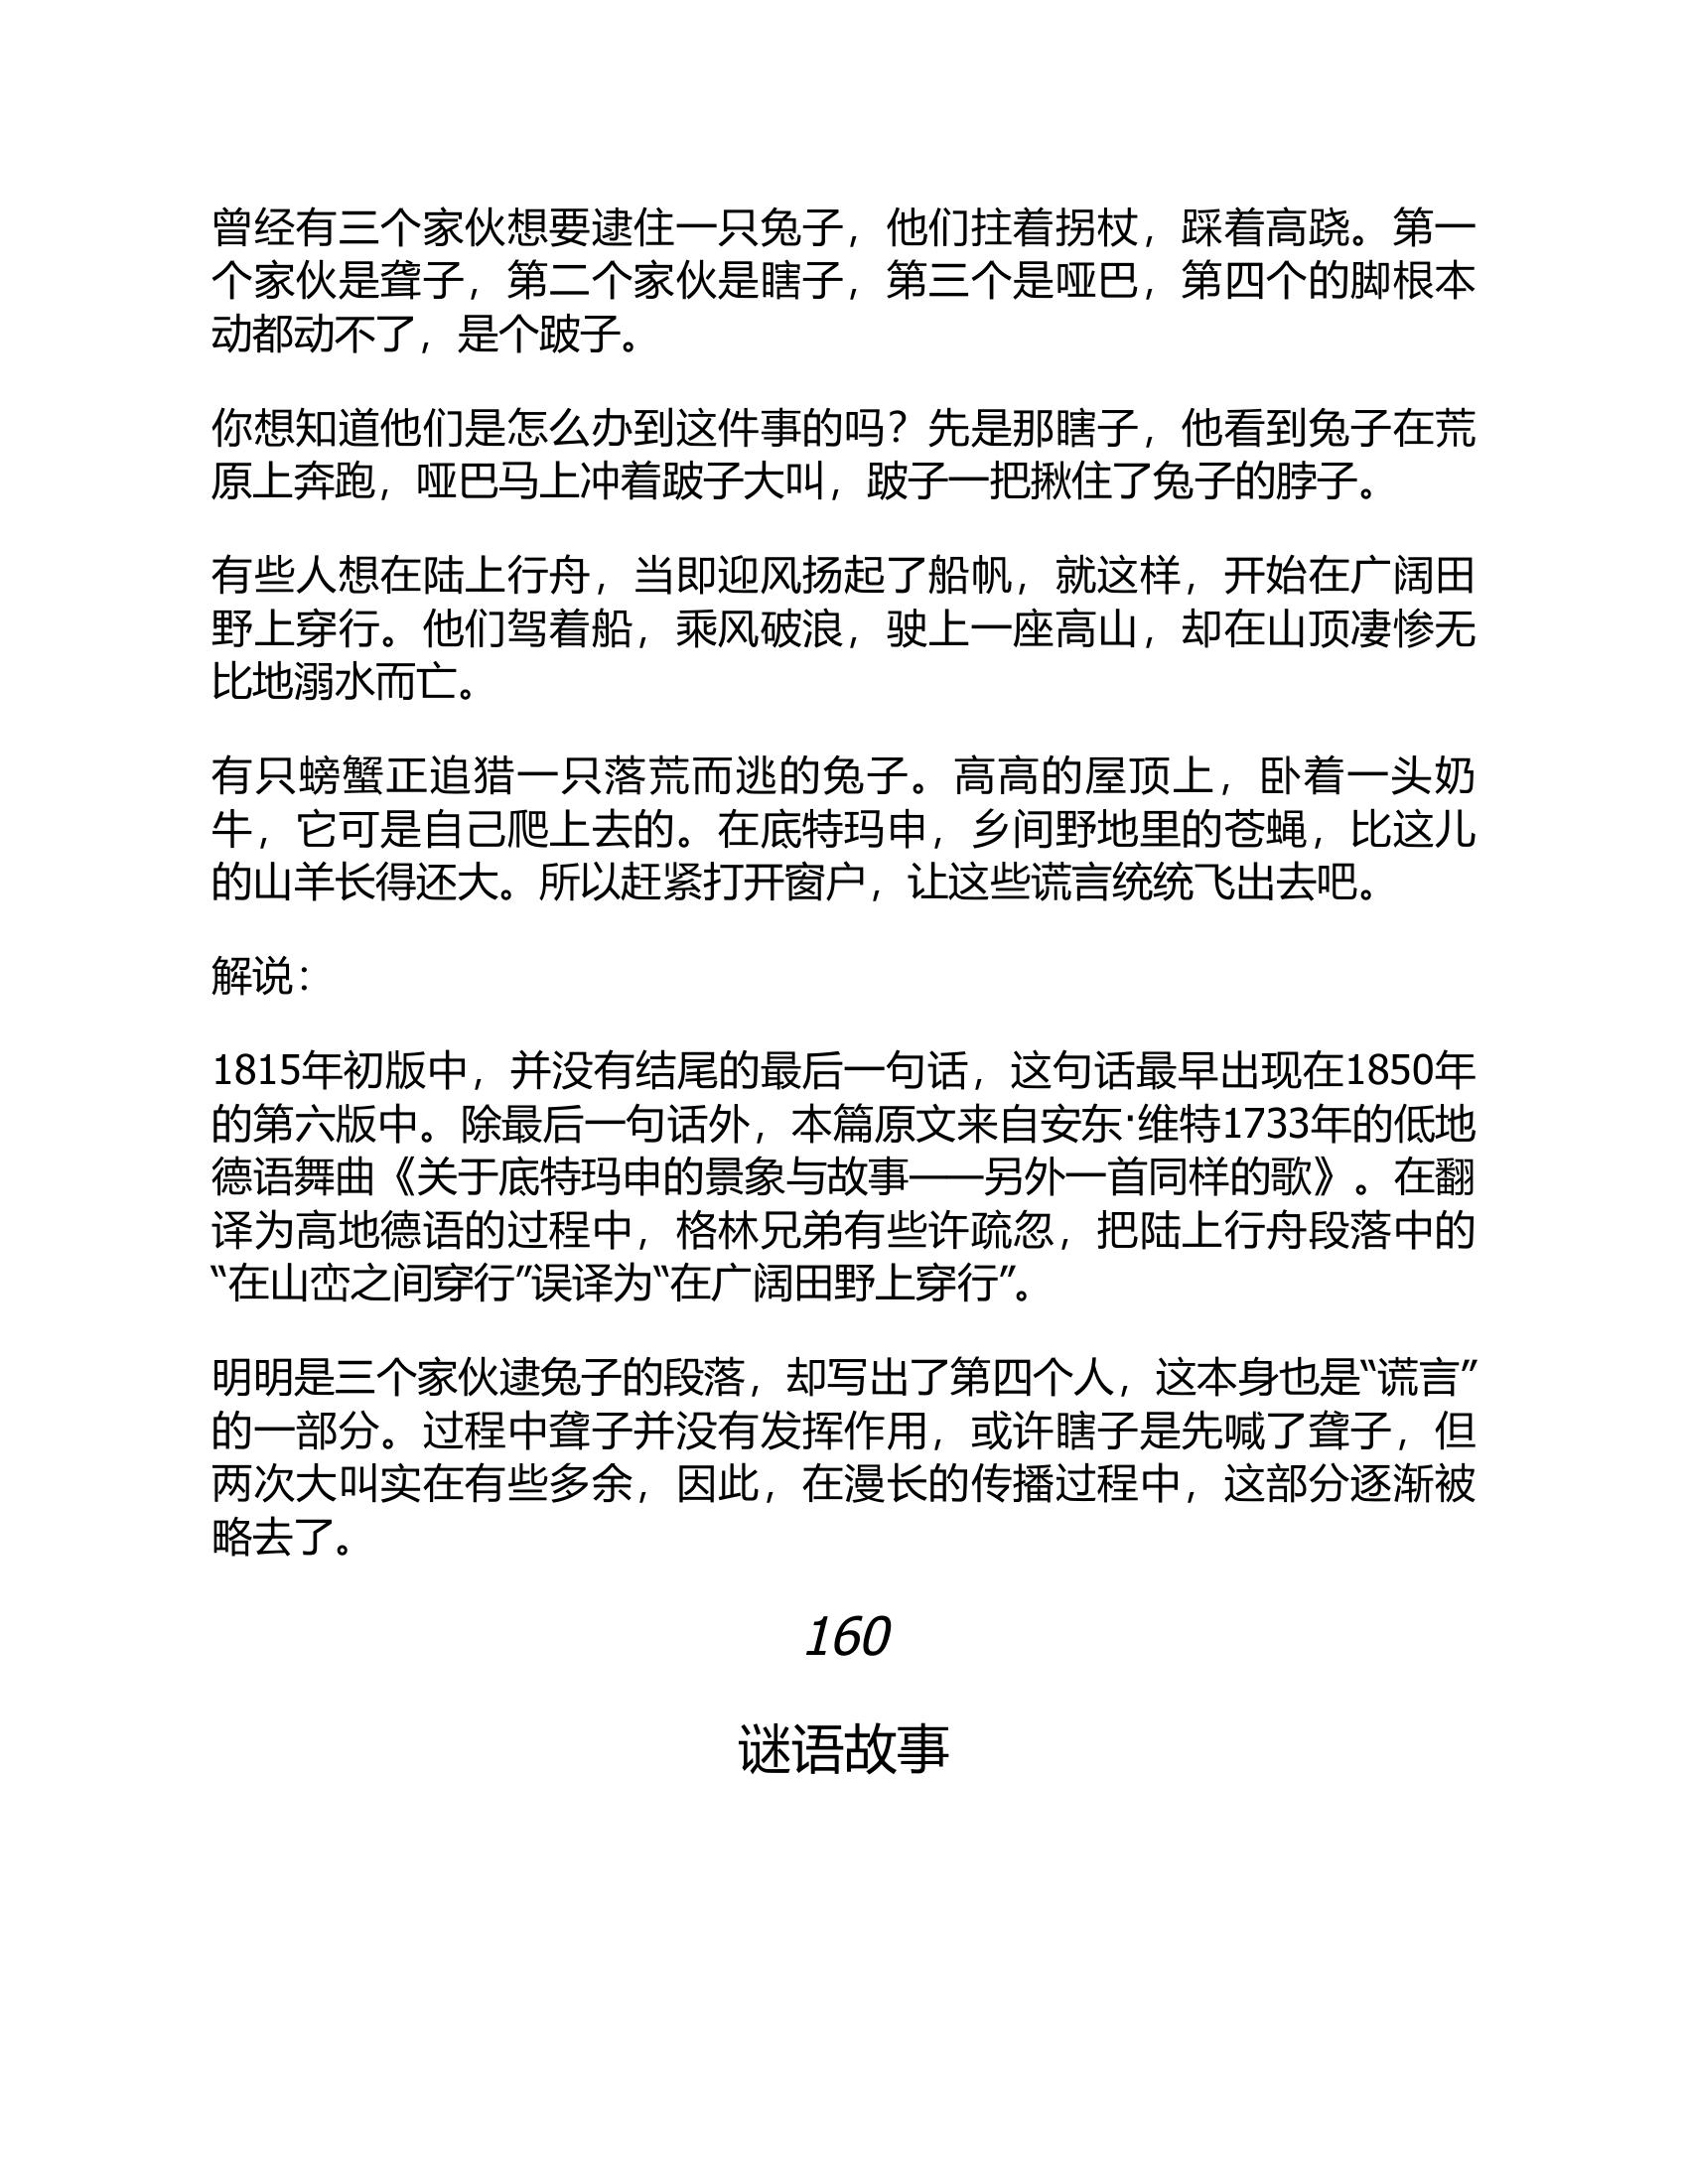 曾经有三个家伙想要逮住一只兔子，他们拄着拐杖，踩着高跷。第一
个家伙是聋子，第二个家伙是瞎子，第三个是哑巴，第四个的脚根本
动都动不了，是个跛子。
你想知道他们是怎么办到这件事的吗？先是那瞎子，他看到兔子在荒
原上奔跑，哑巴马上冲着跛子大叫，跛子一把揪住了兔子的脖子。
有些人想在陆上行舟，当即迎风扬起了船帆，就这样，开始在广阔田
野上穿行。他们驾着船，乘风破浪，驶上一座高山，却在山顶凄惨无
比地溺水而亡。
有只螃蟹正追猎一只落荒而逃的兔子。高高的屋顶上，卧着一头奶
牛，它可是自己爬上去的。在底特玛申，乡间野地里的苍蝇，比这儿
的山羊长得还大。所以赶紧打开窗户，让这些谎言统统飞出去吧。
解说：
1815年初版中，并没有结尾的最后一句话，这句话最早出现在1850年
的第六版中。除最后一句话外，本篇原文来自安东·维特1733年的低地
德语舞曲《关于底特玛申的景象与故事——另外一首同样的歌》。在翻
译为高地德语的过程中，格林兄弟有些许疏忽，把陆上行舟段落中的
“在山峦之间穿行”误译为“在广阔田野上穿行”。
明明是三个家伙逮兔子的段落，却写出了第四个人，这本身也是“谎言”
的一部分。过程中聋子并没有发挥作用，或许瞎子是先喊了聋子，但
两次大叫实在有些多余，因此，在漫长的传播过程中，这部分逐渐被
略去了。
160
谜语故事